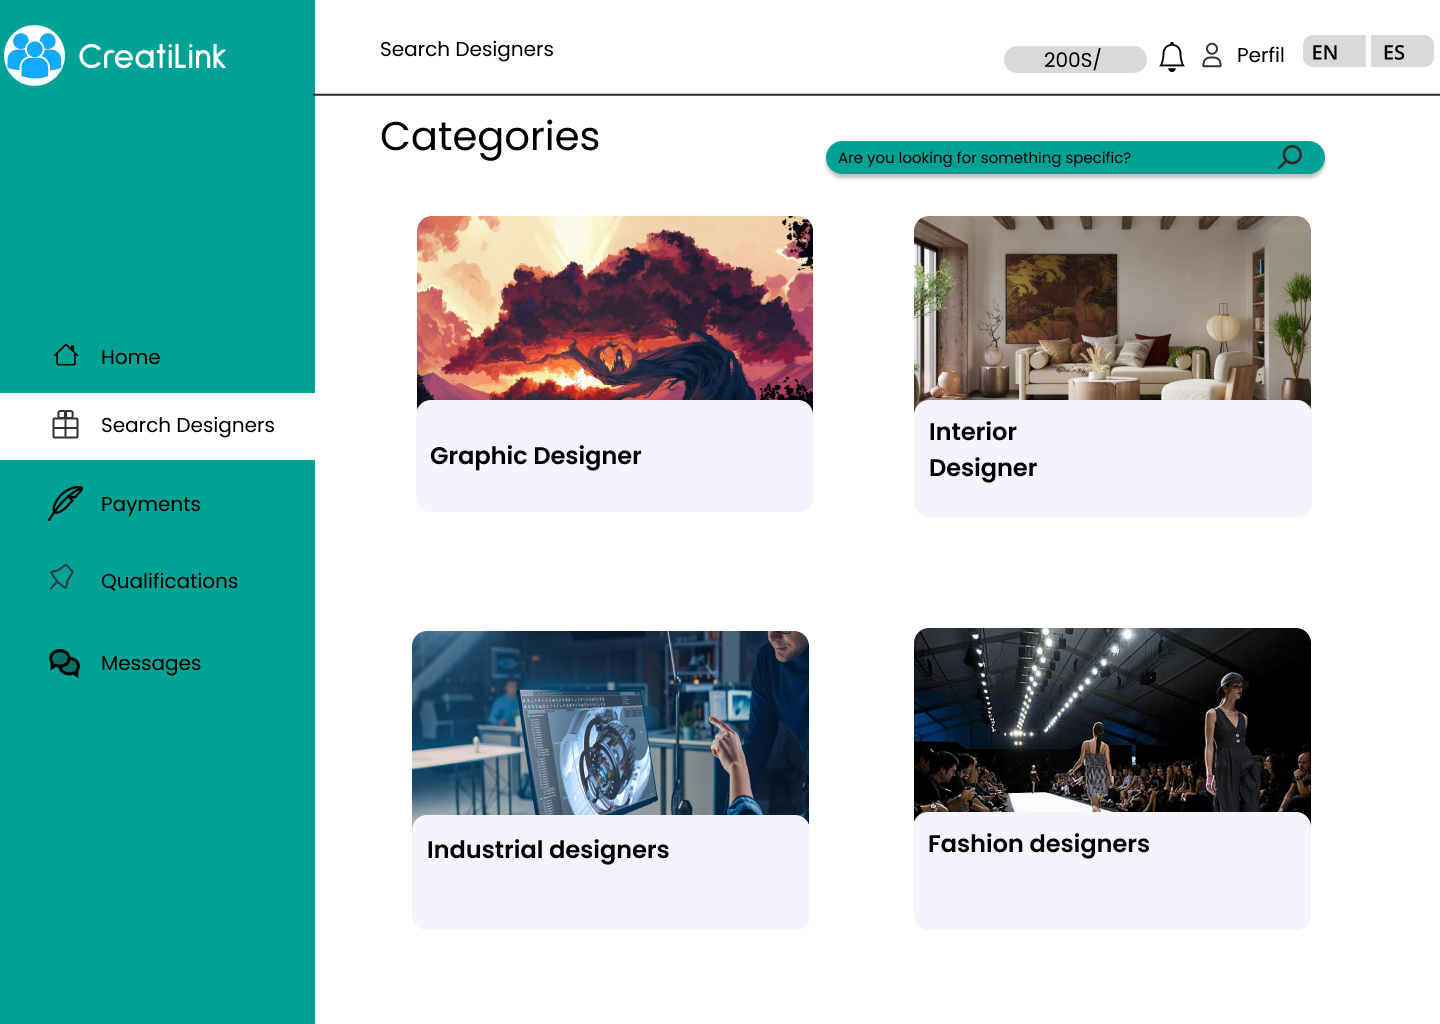 CreatiLink
Search Designers
200S/
Perfil
EN
ES
Categories
Are you looking for something specific?
Home
Search Designers
Payments
Qualifications
Messages
Graphic Designer
Interior
Designer
Industrial designers
Fashion designers